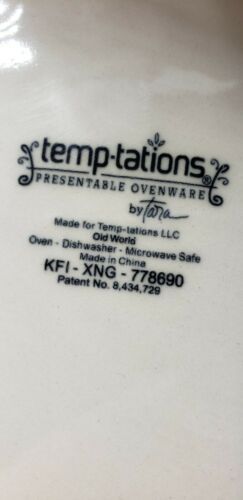 temp-tations®
PRESENTABLE OVENWARE
by tara
Made for Temp-tations LLC
Old World
Oven - Dishwasher - Microwave Safe
Made in China
KFI - XNG - 778690
Patent No. 8,434,729